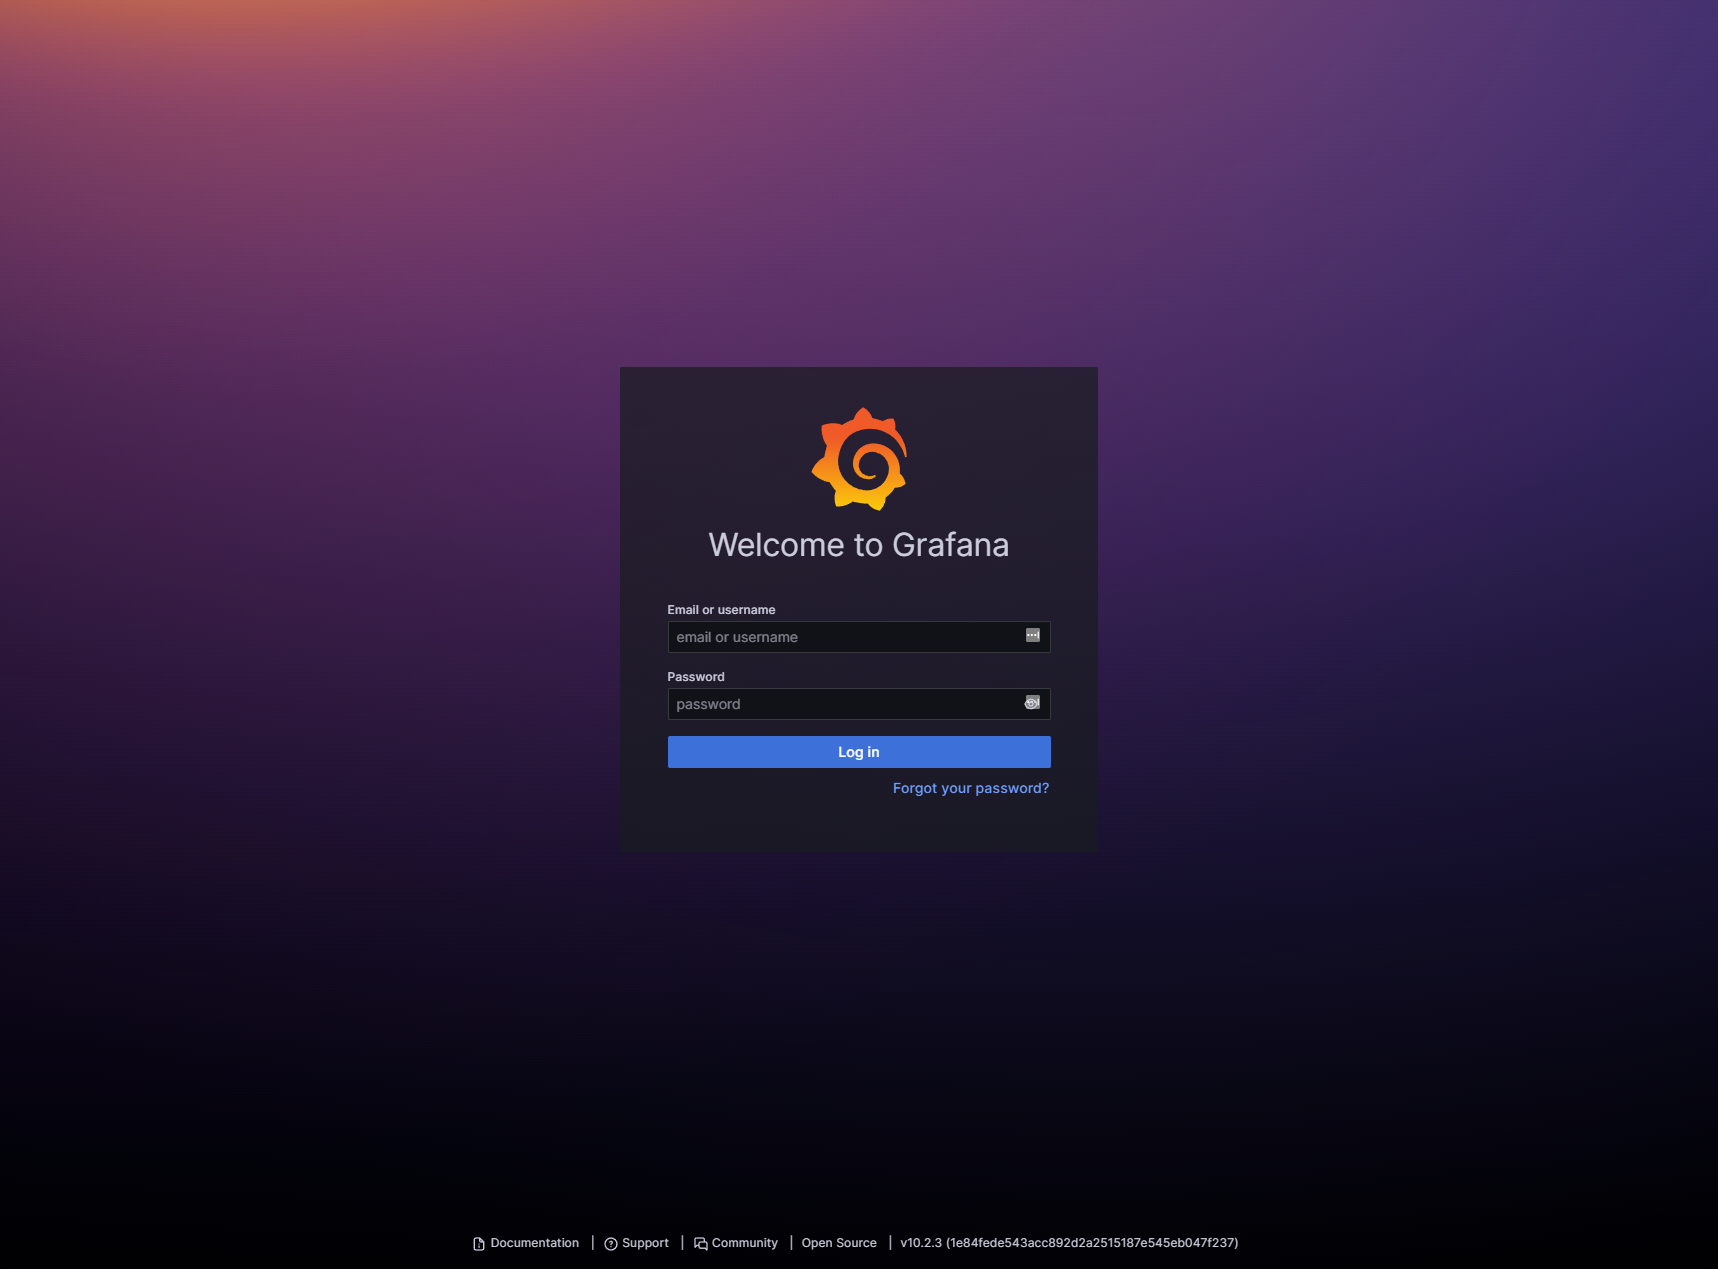 Welcome to Grafana
Email or username
email or username
Password
password
Log in
Forgot your password?
Documentation | Support | Community | Open Source | v10.2.3 (1e84fede543acc892d2a2515187e545eb047f237)